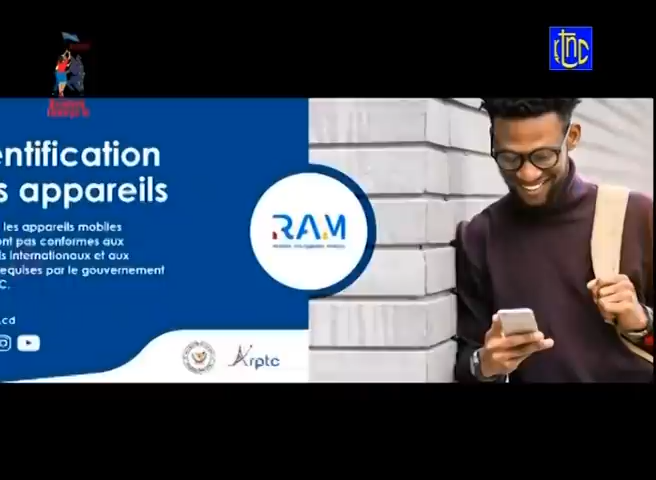 entification
s appareils
les appareils mobiles
ont pas conformes aux
ls internationaux et aux
equises par le gouvernement
C.
.cd
RAM
Arptc